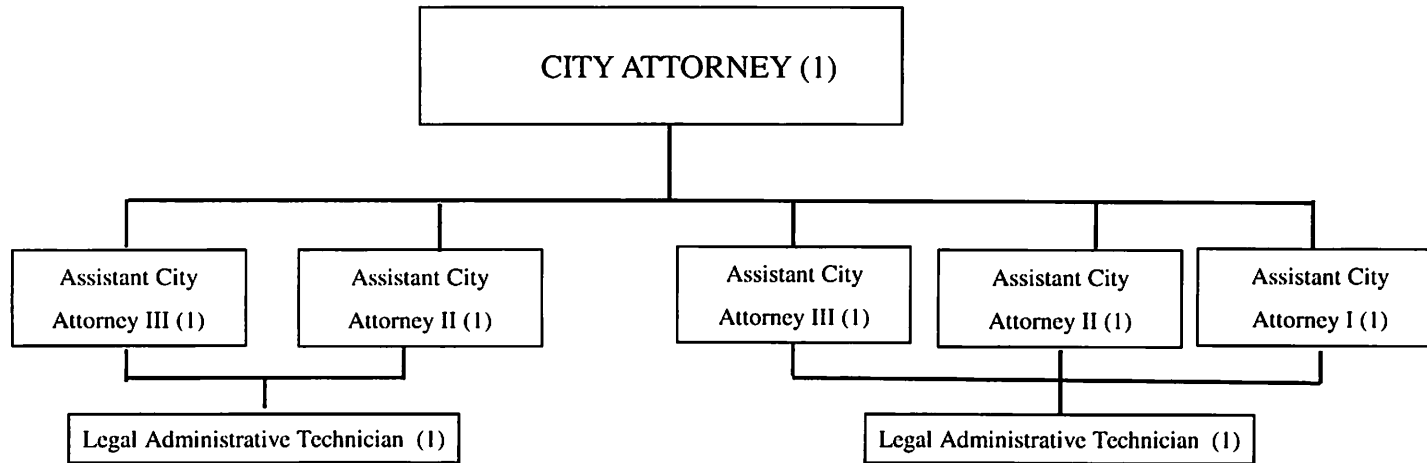 CITY ATTORNEY (1)
Assistant City
Attorney III (1)
Assistant City
Attorney II (1)
Assistant City
Attorney III (1)
Assistant City
Attorney II (1)
Assistant City
Attorney I (1)
Legal Administrative Technician (1)
Legal Administrative Technician (1)